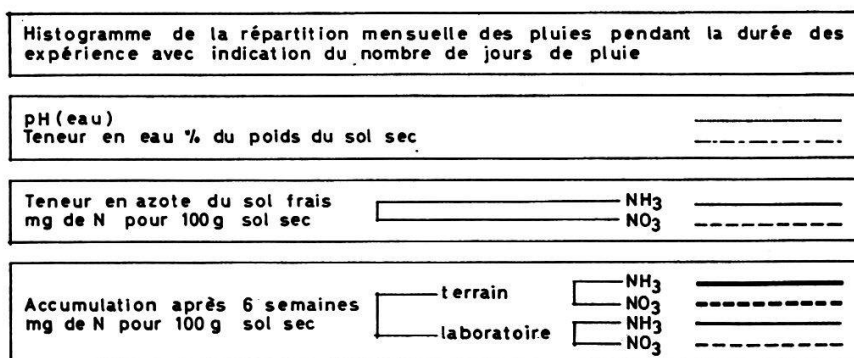 Histogramme de la répartition mensuelle des pluies pendant la durée des
expérience avec indication du nombre de jours de pluie
pH (eau)
Teneur en eau % du poids du sol sec
Teneur en azote du sol frais
mg de N pour 100g sol sec
NH3
NO3
Accumulation après 6 semaines
mg de N pour 100g sol sec
terrain
NH3
NO3
laboratoire
NH3
NO3